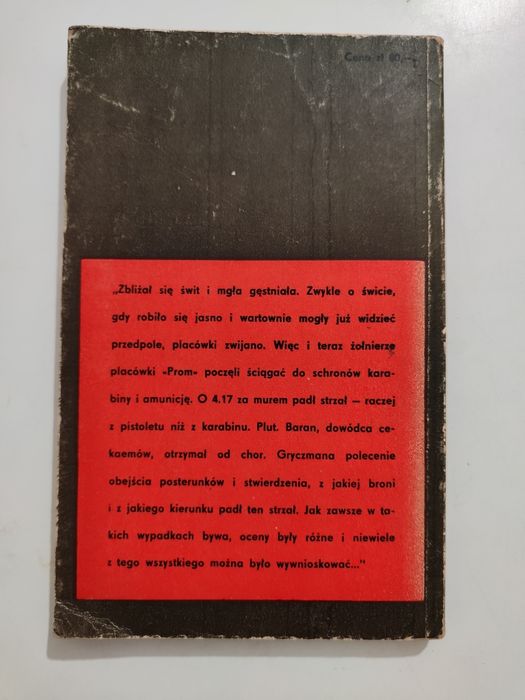 Cena zł 60,—
„Zbliżał się świt i mgła gęstniała. Zwykle o świcie,
gdy robiło się jasno i wartownie mogły już widzieć
przedpole, placówki zwijano. Więc i teraz żołnierze
placówki «Prom» poczęli ściągać do schronów kara-
biny i amunicję. O 4.17 za murem padł strzał — raczej
z pistoletu niż z karabinu. Plut. Baran, dowódca ce-
kaemów, otrzymał od chor. Gryczmana polecenie
obejścia posterunków i stwierdzenia, z jakiej broni
i z jakiego kierunku padł ten strzał. Jak zawsze w ta-
kich wypadkach bywa, oceny były różne i niewiele
z tego wszystkiego można było wywnioskować..."